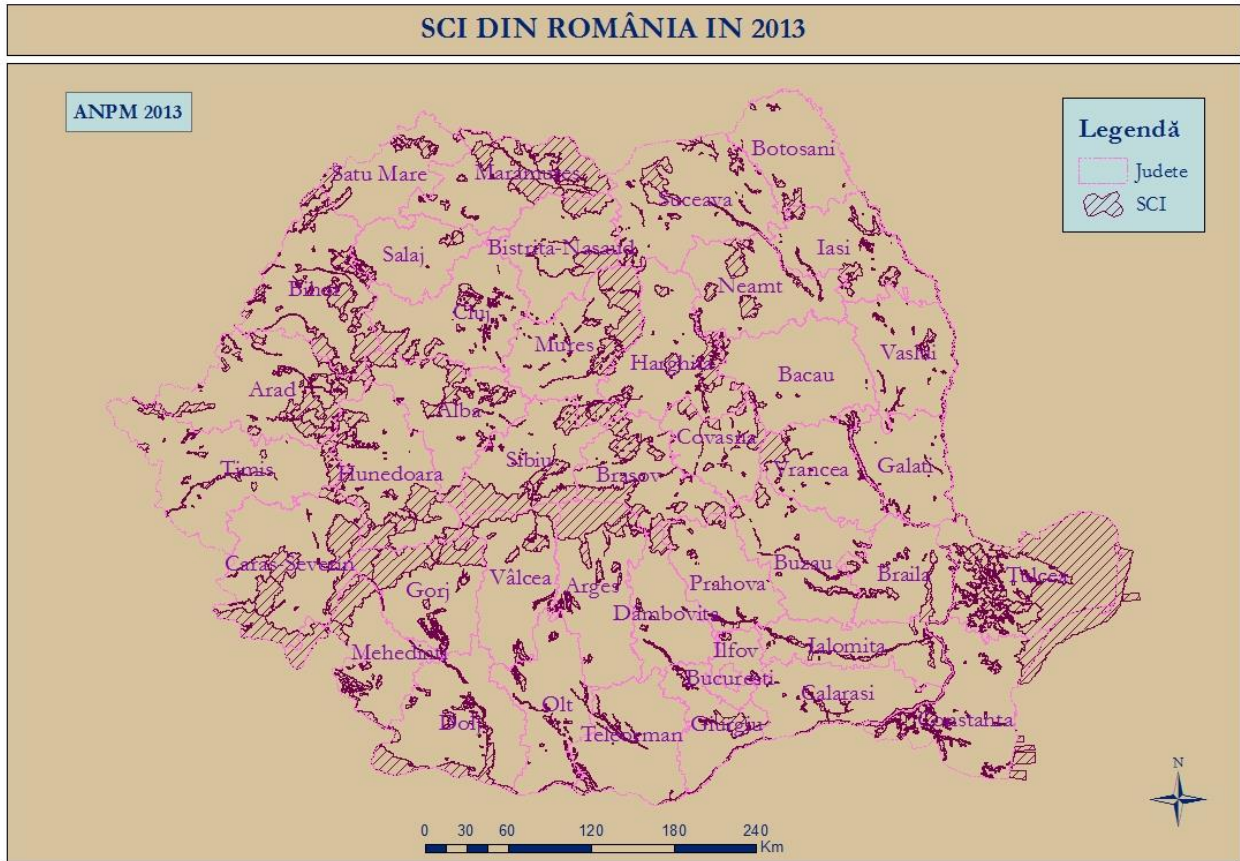 SCI DIN ROMÂNIA IN 2013
ANPM 2013
Legendă
Judete
SCI
Botosani
Satu Mare
Maramures
Suceava
Iasi
Salaj
Bistrita-Nasaud
Neamt
Bihor
Cluj
Mures
Harghita
Bacau
Vaslui
Arad
Alba
Covasna
Timis
Hunedoara
Sibiu
Brasov
Vrancea
Galati
Caras-Severin
Gorj
Vâlcea
Arges
Prahova
Buzau
Braila
Tulcea
Dâmbovita
Mehedinti
Ilfov
Ialomita
Bucuresti
Calarasi
Dolj
Olt
Teleorman
Giurgiu
Constanta
N
0 30 60 120 180 240
Km